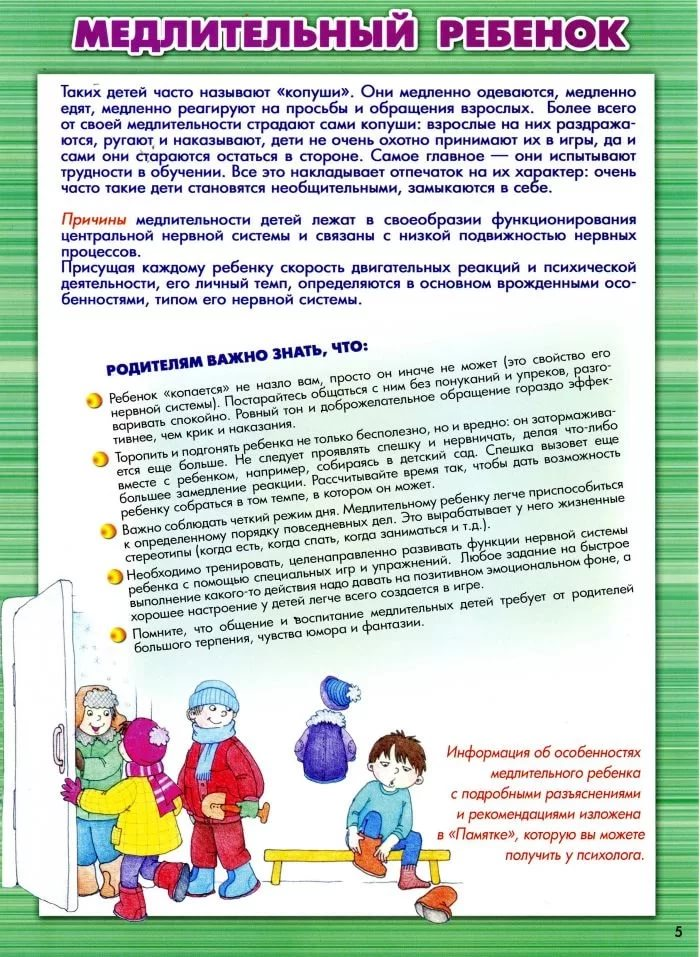 МЕДЛИТЕЛЬНЫЙ РЕБЕНОК
Таких детей часто называют «копуши». Они медленно одеваются, медленно
едят, медленно реагируют на просьбы и обращения взрослых. Более всего
от своей медлительности страдают сами копуши: взрослые на них раздража-
ются, ругают и наказывают, дети не очень охотно принимают их в игры, да и
сами они стараются остаться в стороне. Самое главное — они испытывают
трудности в обучении. Все это накладывает отпечаток на их характер: очень
часто такие дети становятся необщительными, замыкаются в себе.
Причины медлительности детей лежат в своеобразии функционирования
центральной нервной системы и связаны с низкой подвижностью нервных
процессов.
Присущая каждому ребенку скорость двигательных реакций и психической
деятельности, его личный темп, определяются в основном врожденными осо-
бенностями, типом его нервной системы.
РОДИТЕЛЯМ ВАЖНО ЗНАТЬ, ЧТО:
Ребенок «копается» не назло вам, просто он иначе не может (это свойство его
нервной системы). Постарайтесь общаться с ним без понуканий и упреков, разго-
варивать спокойно. Ровный тон и доброжелательное обращение гораздо эффек-
тивнее, чем крик и наказания.
Торопить и подгонять ребенка не только бесполезно, но и вредно: он затормажива-
ется еще больше. Не следует проявлять спешку и нервничать, делая что-либо
вместе с ребенком, например, собираясь в детский сад. Спешка вызовет еще
большее замедление реакции. Рассчитывайте время так, чтобы дать возможность
ребенку собраться в том темпе, в котором он может.
Важно соблюдать четкий режим дня. Медлительному ребенку легче приспособиться
к определенному порядку повседневных дел. Это вырабатывает у него жизненные
стереотипы (когда есть, когда спать, когда заниматься и т.д.).
Необходимо тренировать, целенаправленно развивать функции нервной системы
ребенка с помощью специальных игр и упражнений. Любое задание на быстрое
выполнение какого-то действия надо давать на позитивном эмоциональном фоне, а
хорошее настроение у детей легче всего создается в игре.
Помните, что общение и воспитание медлительных детей требует от родителей
большого терпения, чувства юмора и фантазии.
Информация об особенностях
медлительного ребенка
с подробными разъяснениями
и рекомендациями изложена
в «Памятке», которую вы можете
получить у психолога.
5